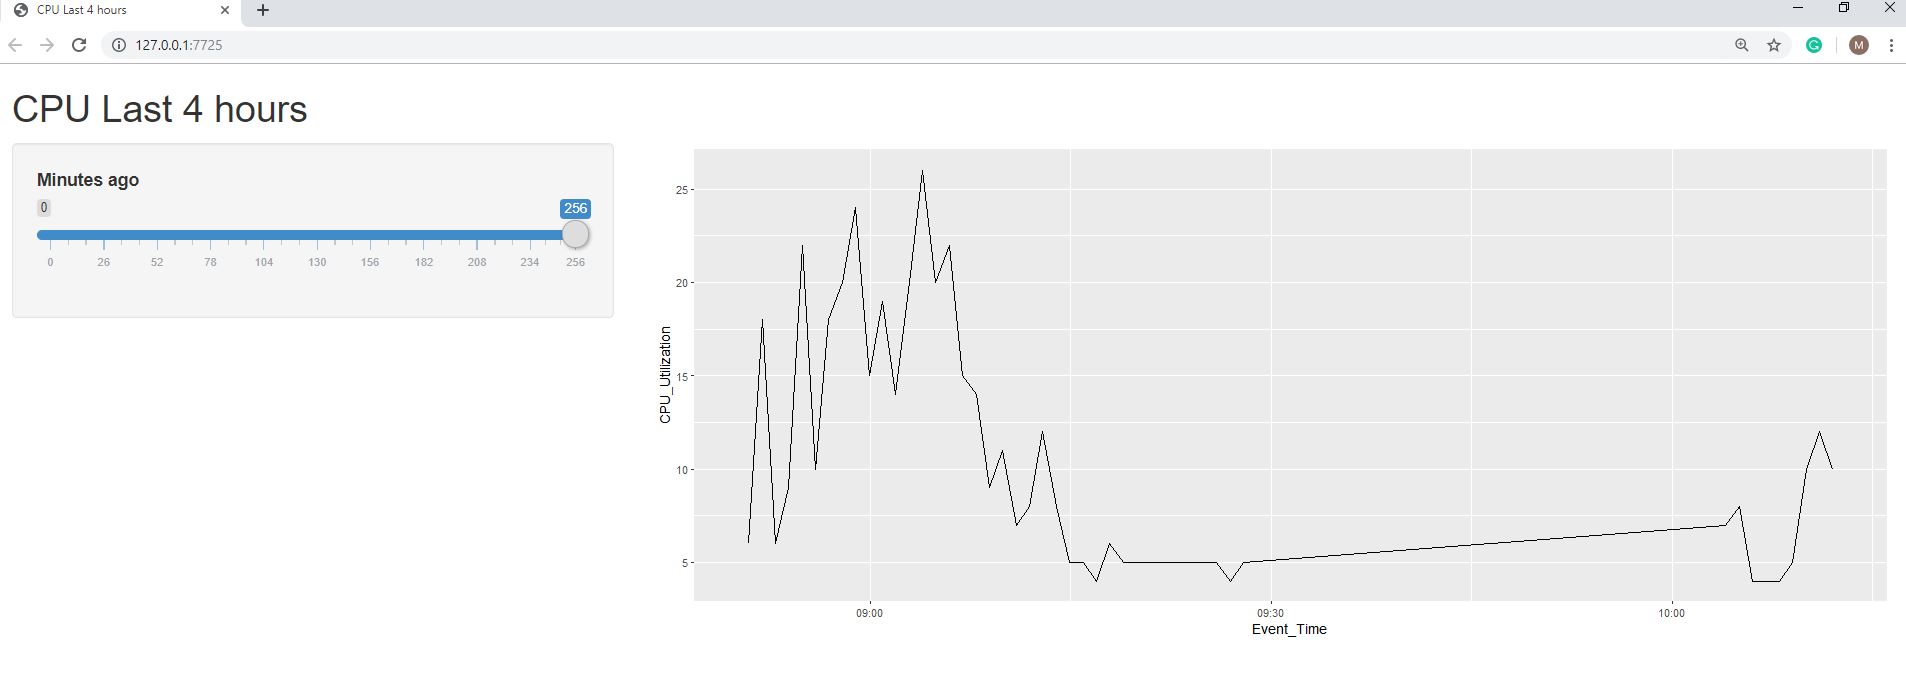 CPU Last 4 hours
127.0.0.1:7725
M
CPU Last 4 hours
Minutes ago
0
256
0 26 52 78 104 130 156 182 208 234 256
CPU_Utilization
25
20
15
10
5
09:00 09:30 10:00
Event_Time